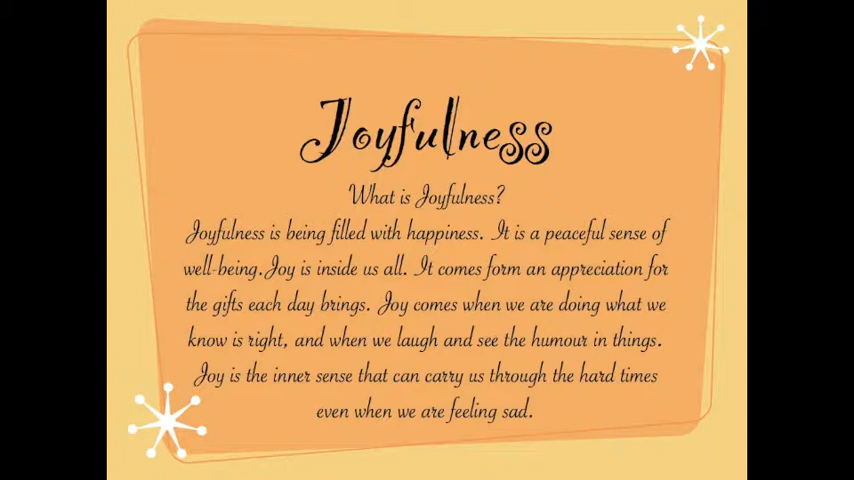 Joyfulness
What is Joyfulness?
Joyfulness is being filled with happiness. It is a peaceful sense of
well-being. Joy is inside us all. It comes form an appreciation for
the gifts each day brings. Joy comes when we are doing what we
know is right, and when we laugh and see the humour in things.
Joy is the inner sense that can carry us through the hard times
even when we are feeling sad.